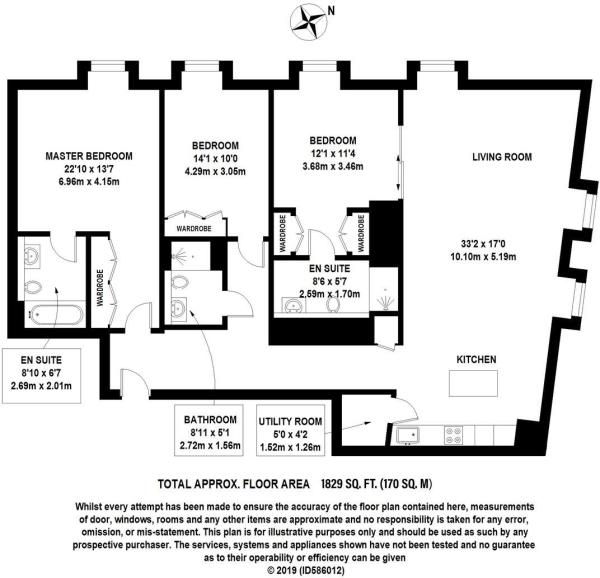 N
MASTER BEDROOM
22'10 x 13'7
6.96m x 4.15m
BEDROOM
14'1 x 10'0
4.29m x 3.05m
BEDROOM
12'1 x 11'4
3.68m x 3.46m
LIVING ROOM
33'2 x 17'0
10.10m x 5.19m
WARDROBE
WARDROBE
WARDROBE
WARDROBE
EN SUITE
8'6 x 5'7
2.59m x 1.70m
EN SUITE
8'10 x 6'7
2.69m x 2.01m
KITCHEN
BATHROOM
8'11 x 5'1
2.72m x 1.56m
UTILITY ROOM
5'0 x 4'2
1.52m x 1.26m
TOTAL APPROX. FLOOR AREA 1829 SQ. FT. (170 SQ. M)
Whilst every attempt has been made to ensure the accuracy of the floor plan contained here, measurements
of door, windows, rooms and any other items are approximate and no responsibility is taken for any error,
omission, or mis-statement. This plan is for illustrative purposes only and should be used as such by any
prospective purchaser. The services, systems and appliances shown have not been tested and no guarantee
as to their operability or efficiency can be given
© 2019 (ID586012)